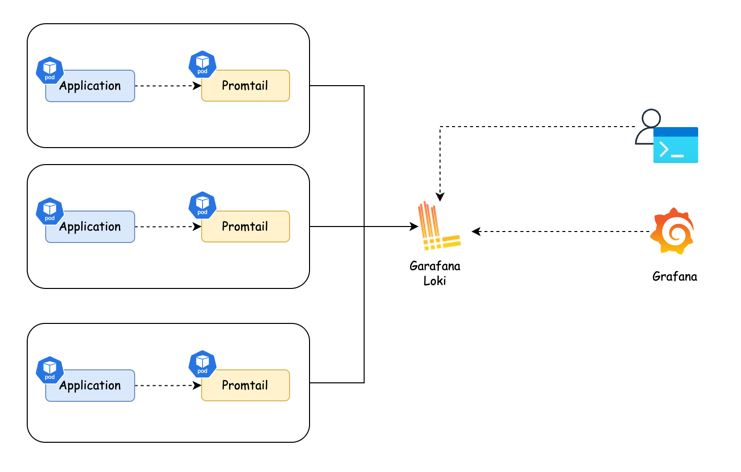 pod
Application
pod
Promtail
pod
Application
pod
Promtail
pod
Application
pod
Promtail
Garafana
Loki
>_
Grafana